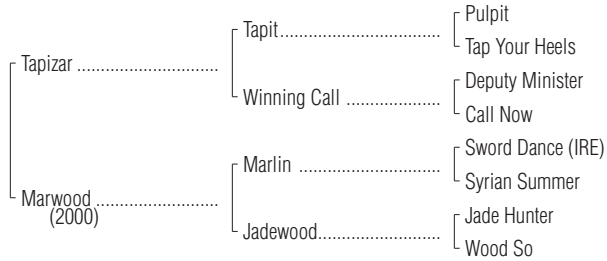 Pulpit
Tapit
Tap Your Heels
Tapizar
Deputy Minister
Winning Call
Call Now
Sword Dance (IRE)
Marlin
Syrian Summer
Marwood
(2000)
Jade Hunter
Jadewood
Wood So